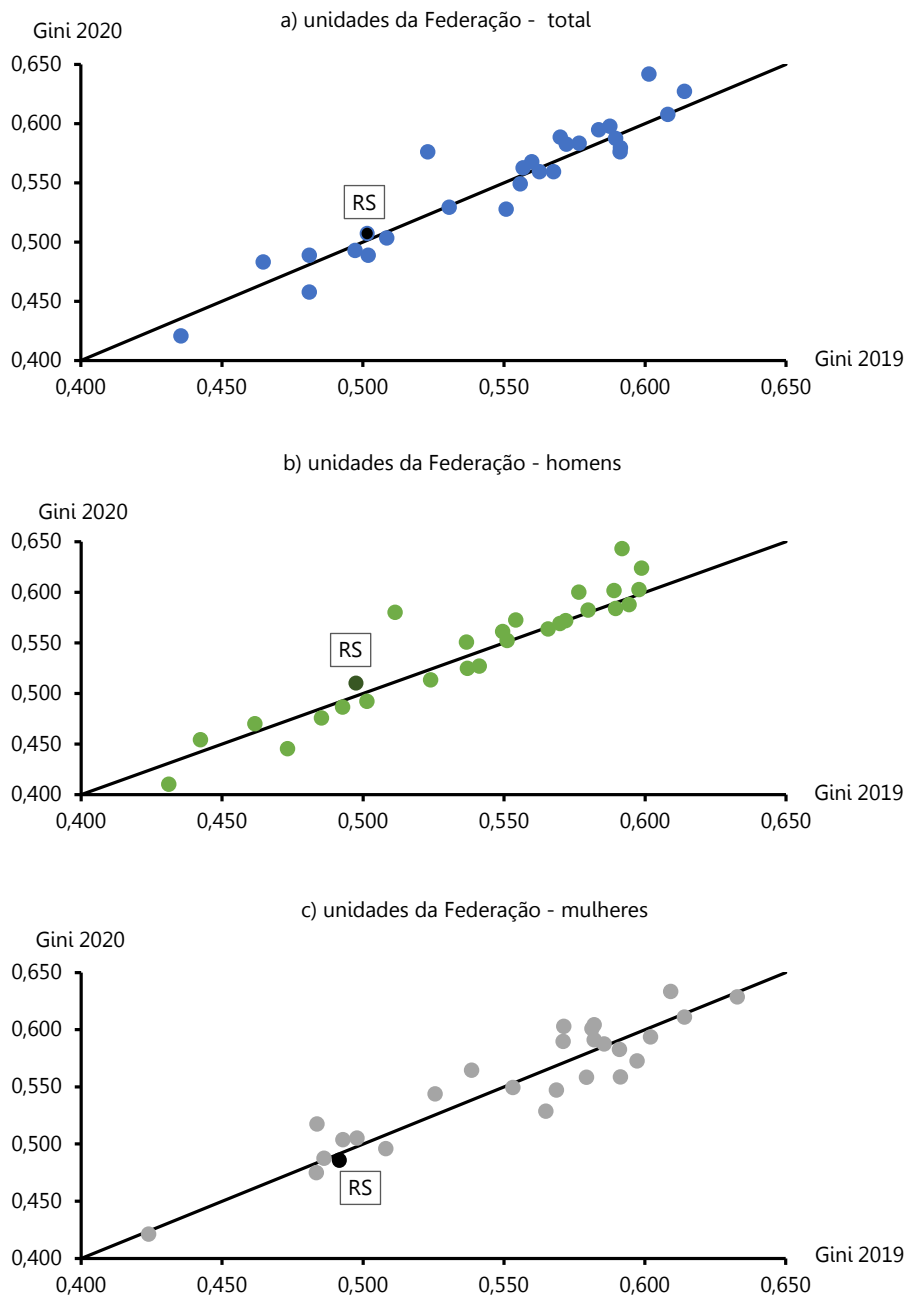 a) unidades da Federação - total
Gini 2020
0,650
0,600
0,550
RS
0,500
0,450
0,400
Gini 2019
0,400 0,450 0,500 0,550 0,600 0,650
b) unidades da Federação - homens
Gini 2020
0,650
0,600
0,550
RS
0,500
0,450
0,400
Gini 2019
0,400 0,450 0,500 0,550 0,600 0,650
c) unidades da Federação - mulheres
Gini 2020
0,650
0,600
0,550
0,500
RS
0,450
0,400
Gini 2019
0,400 0,450 0,500 0,550 0,600 0,650